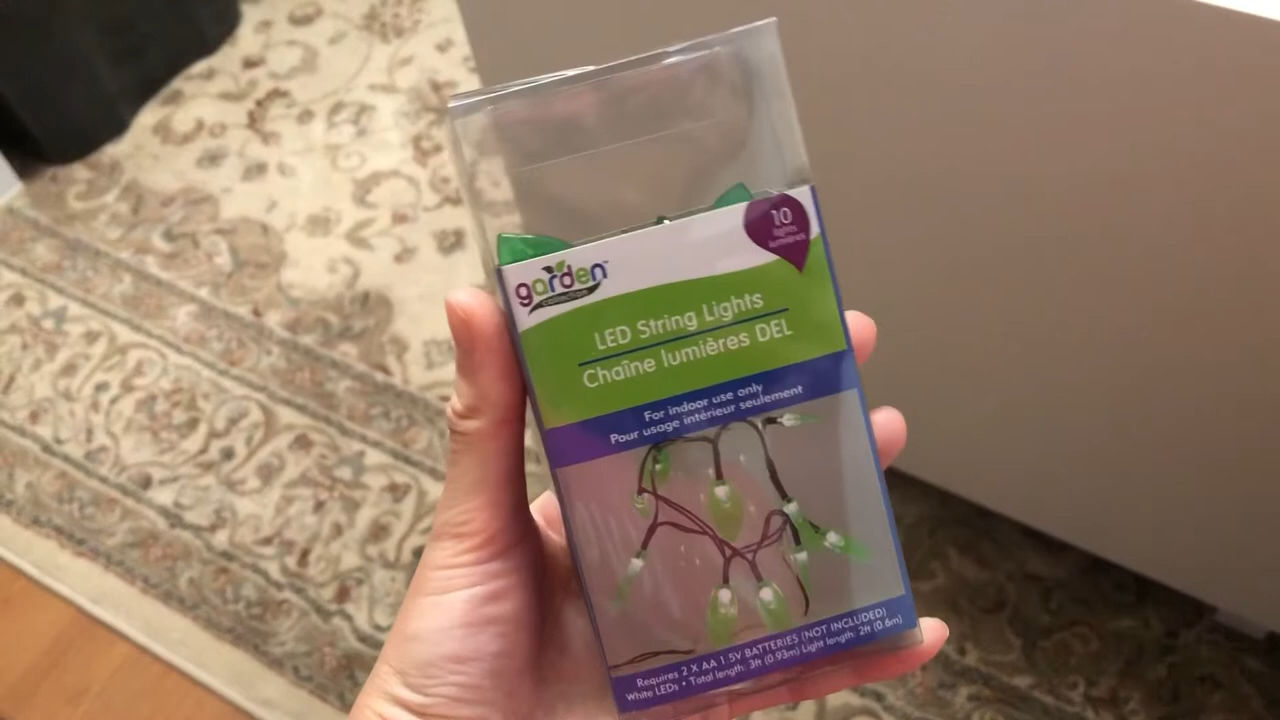 10
lights
lumières
garden™
collection
LED String Lights
Chaîne lumières DEL
For indoor use only
Pour usage intérieur seulement
Requires 2 X AA 1.5V BATTERIES (NOT INCLUDED)
White LEDs • Total length: 3ft (0.93m) Light length: 2ft (0.6m)